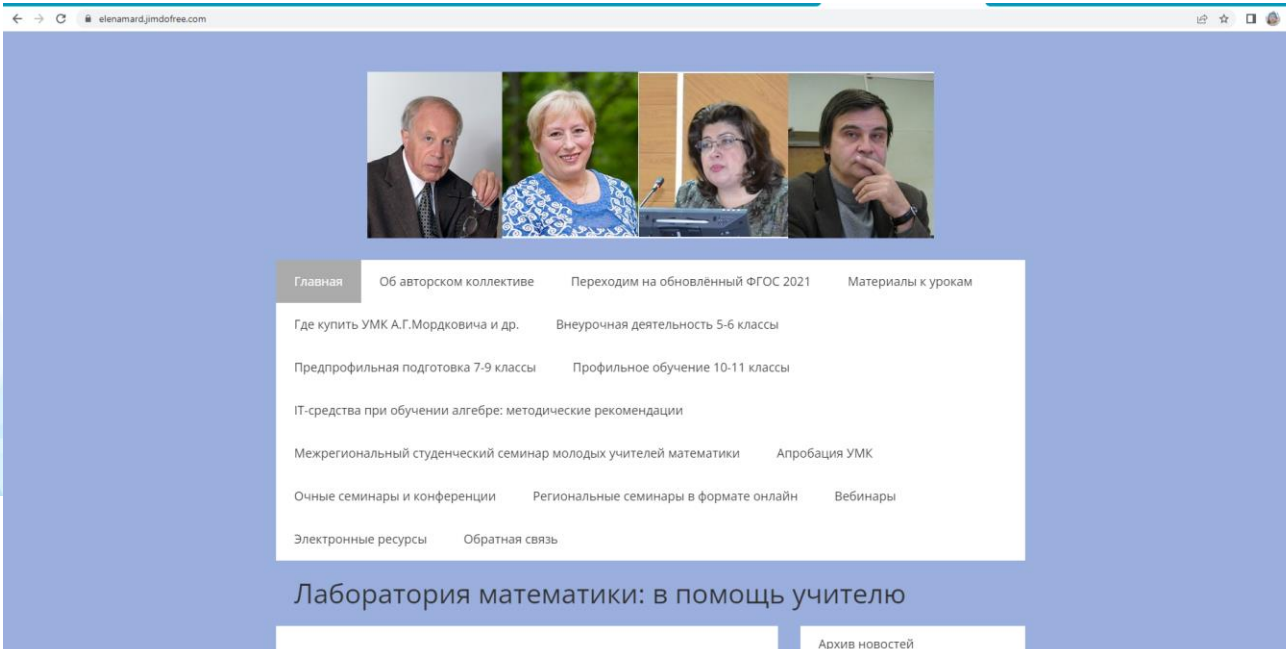 elenamard.jimdofree.com
Главная Об авторском коллективе Переходим на обновлённый ФГОС 2021 Материалы к урокам
Где купить УМК А.Г.Мордковича и др. Внеурочная деятельность 5-6 классы
Предпрофильная подготовка 7-9 классы Профильное обучение 10-11 классы
IT-средства при обучении алгебре: методические рекомендации
Межрегиональный студенческий семинар молодых учителей математики Апробация УМК
Очные семинары и конференции Региональные семинары в формате онлайн Вебинары
Электронные ресурсы Обратная связь
Лаборатория математики: в помощь учителю
Архив новостей